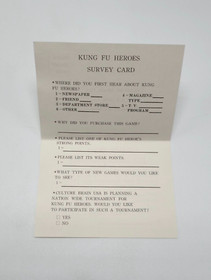 KUNG FU HEROES
SURVEY CARD
•WHERE DID YOU FIRST HEAR ABOUT KUNG
FU HEROES?
1-NEWSPAPER
4-MAGAZINE
2-FRIEND
TYPE
3-DEPARTMENT STORE
5-T V
6-OTHER
PROGRAM
•WHY DID YOU PURCHASE THIS GAME?
•PLEASE LIST ONE OF KUNG FU HEROE'S
STRONG POINTS.
1
•PLEASE LIST ITS WEAK POINTS
1
•WHAT TYPE OF NEW GAMES WOULD YOU LIKE
TO SEE?
1
•CULTURE BRAIN USA IS PLANNING A
NATION WIDE TOURNAMENT FOR
KUNG FU HEROES. WOULD YOU LIKE
TO PARTICIPATE IN SUCH A TOURNAMENT?
YES
NO